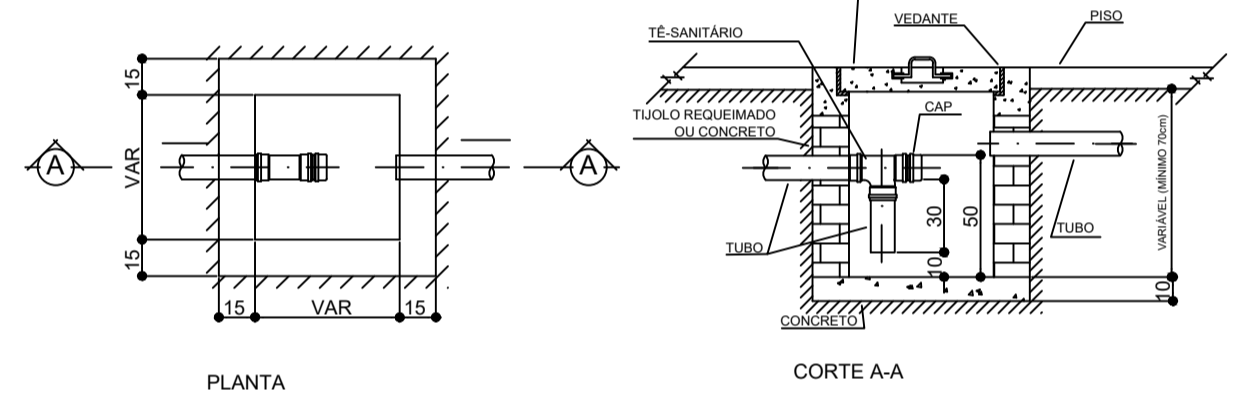 15
VAR
15
A
A
15
VAR
15
PLANTA
TÊ-SANITÁRIO
VEDANTE
PISO
TIJOLO REQUEIMADO
OU CONCRETO
CAP
30
50
10
VARIÁVEL (MÍNIMO 70cm)
10
TUBO
TUBO
CONCRETO
CORTE A-A